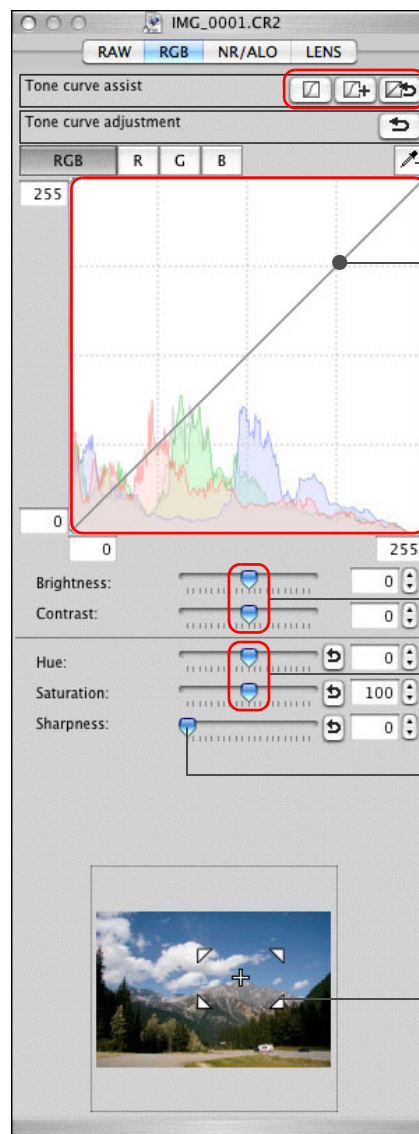 IMG_0001.CR2
RAW RGB NR/ALO LENS
Tone curve assist
Tone curve adjustment
RGB R G B
255
0
0 255
Brightness: 0
Contrast: 0
Hue: 0
Saturation: 100
Sharpness: 0